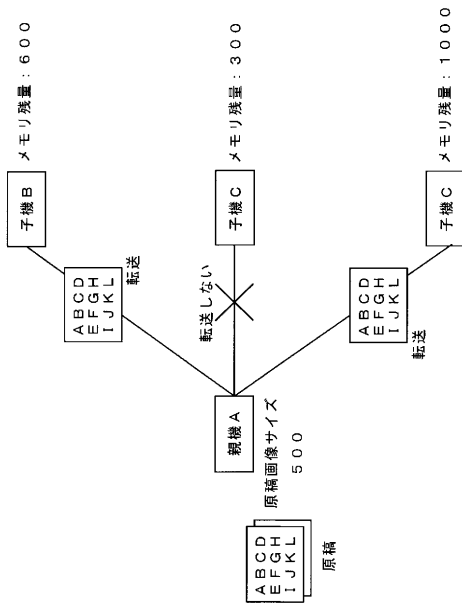 ABCD
EFGH
IJKL
原稿
親機A
原稿画像サイズ
500
ABCD
EFGH
IJKL
転送
転送しない
ABCD
EFGH
IJKL
転送
子機B
メモリ残量:600
子機C
メモリ残量:300
子機C
メモリ残量:1000